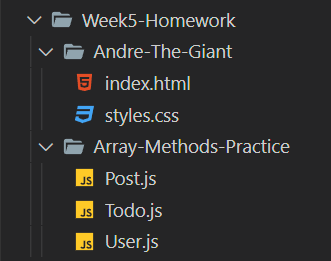 Week5-Homework
Andre-The-Giant
index.html
styles.css
Array-Methods-Practice
JS Post.js
JS Todo.js
JS User.js